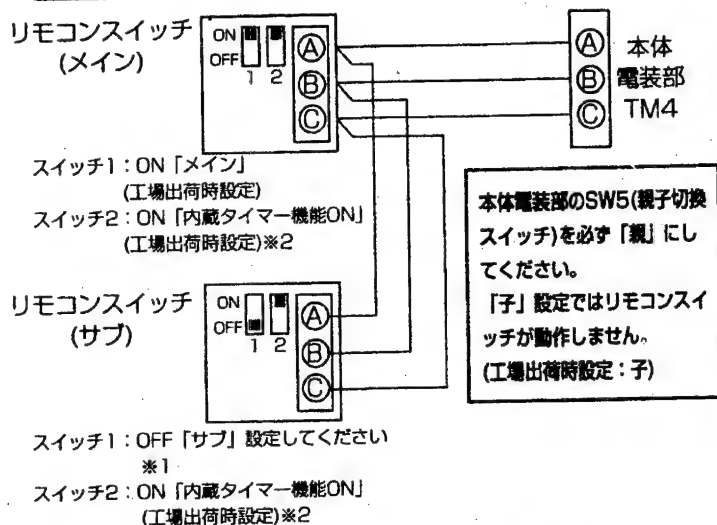 リモコンスイッチ
(メイン)
ON
OFF
1 2
Ⓐ
Ⓑ
Ⓒ
Ⓐ
Ⓑ
Ⓒ
本体
電装部
TM4
スイッチ1：ON「メイン」
(工場出荷時設定)
スイッチ2：ON「内蔵タイマー機能ON」
(工場出荷時設定)※2
本体電装部のSW5(親子切換
スイッチ)を必ず「親」にし
てください。
「子」設定ではリモコンスイ
ッチが動作しません。
(工場出荷時設定：子)
リモコンスイッチ
(サブ)
ON
OFF
1 2
Ⓐ
Ⓑ
Ⓒ
スイッチ1：OFF「サブ」設定してください
※1
スイッチ2：ON「内蔵タイマー機能ON」
(工場出荷時設定)※2